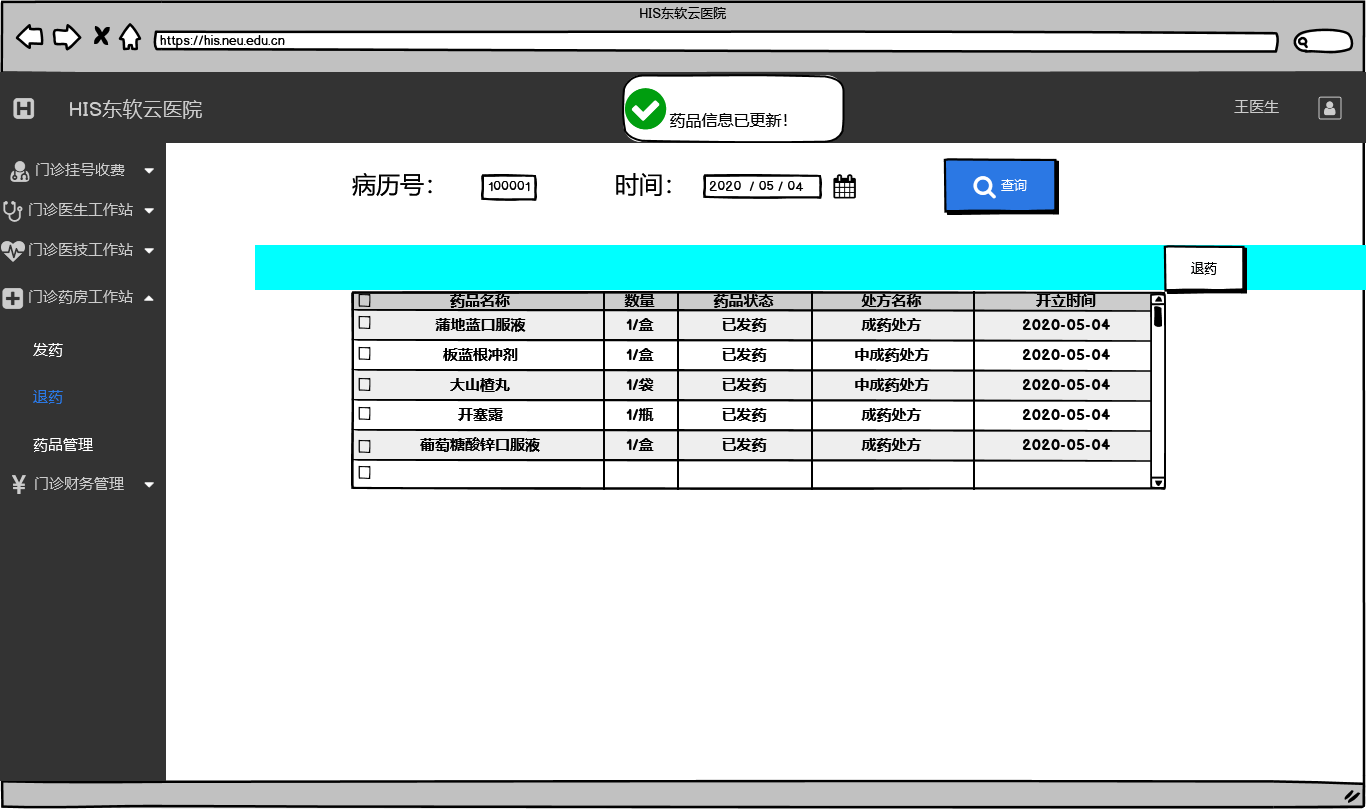 HIS东软云医院
https://his.neu.edu.cn
HIS东软云医院
药品信息已更新！
王医生
门诊挂号收费
门诊医生工作站
门诊医技工作站
门诊药房工作站
发药
退药
药品管理
门诊财务管理
病历号： 100001 时间： 2020 / 05 / 04 查询
退药
药品名称 数量 药品状态 处方名称 开立时间
蒲地蓝口服液 1/盒 已发药 成药处方 2020-05-04
板蓝根冲剂 1/盒 已发药 中成药处方 2020-05-04
大山楂丸 1/袋 已发药 中成药处方 2020-05-04
开塞露 1/瓶 已发药 成药处方 2020-05-04
葡萄糖酸锌口服液 1/盒 已发药 成药处方 2020-05-04